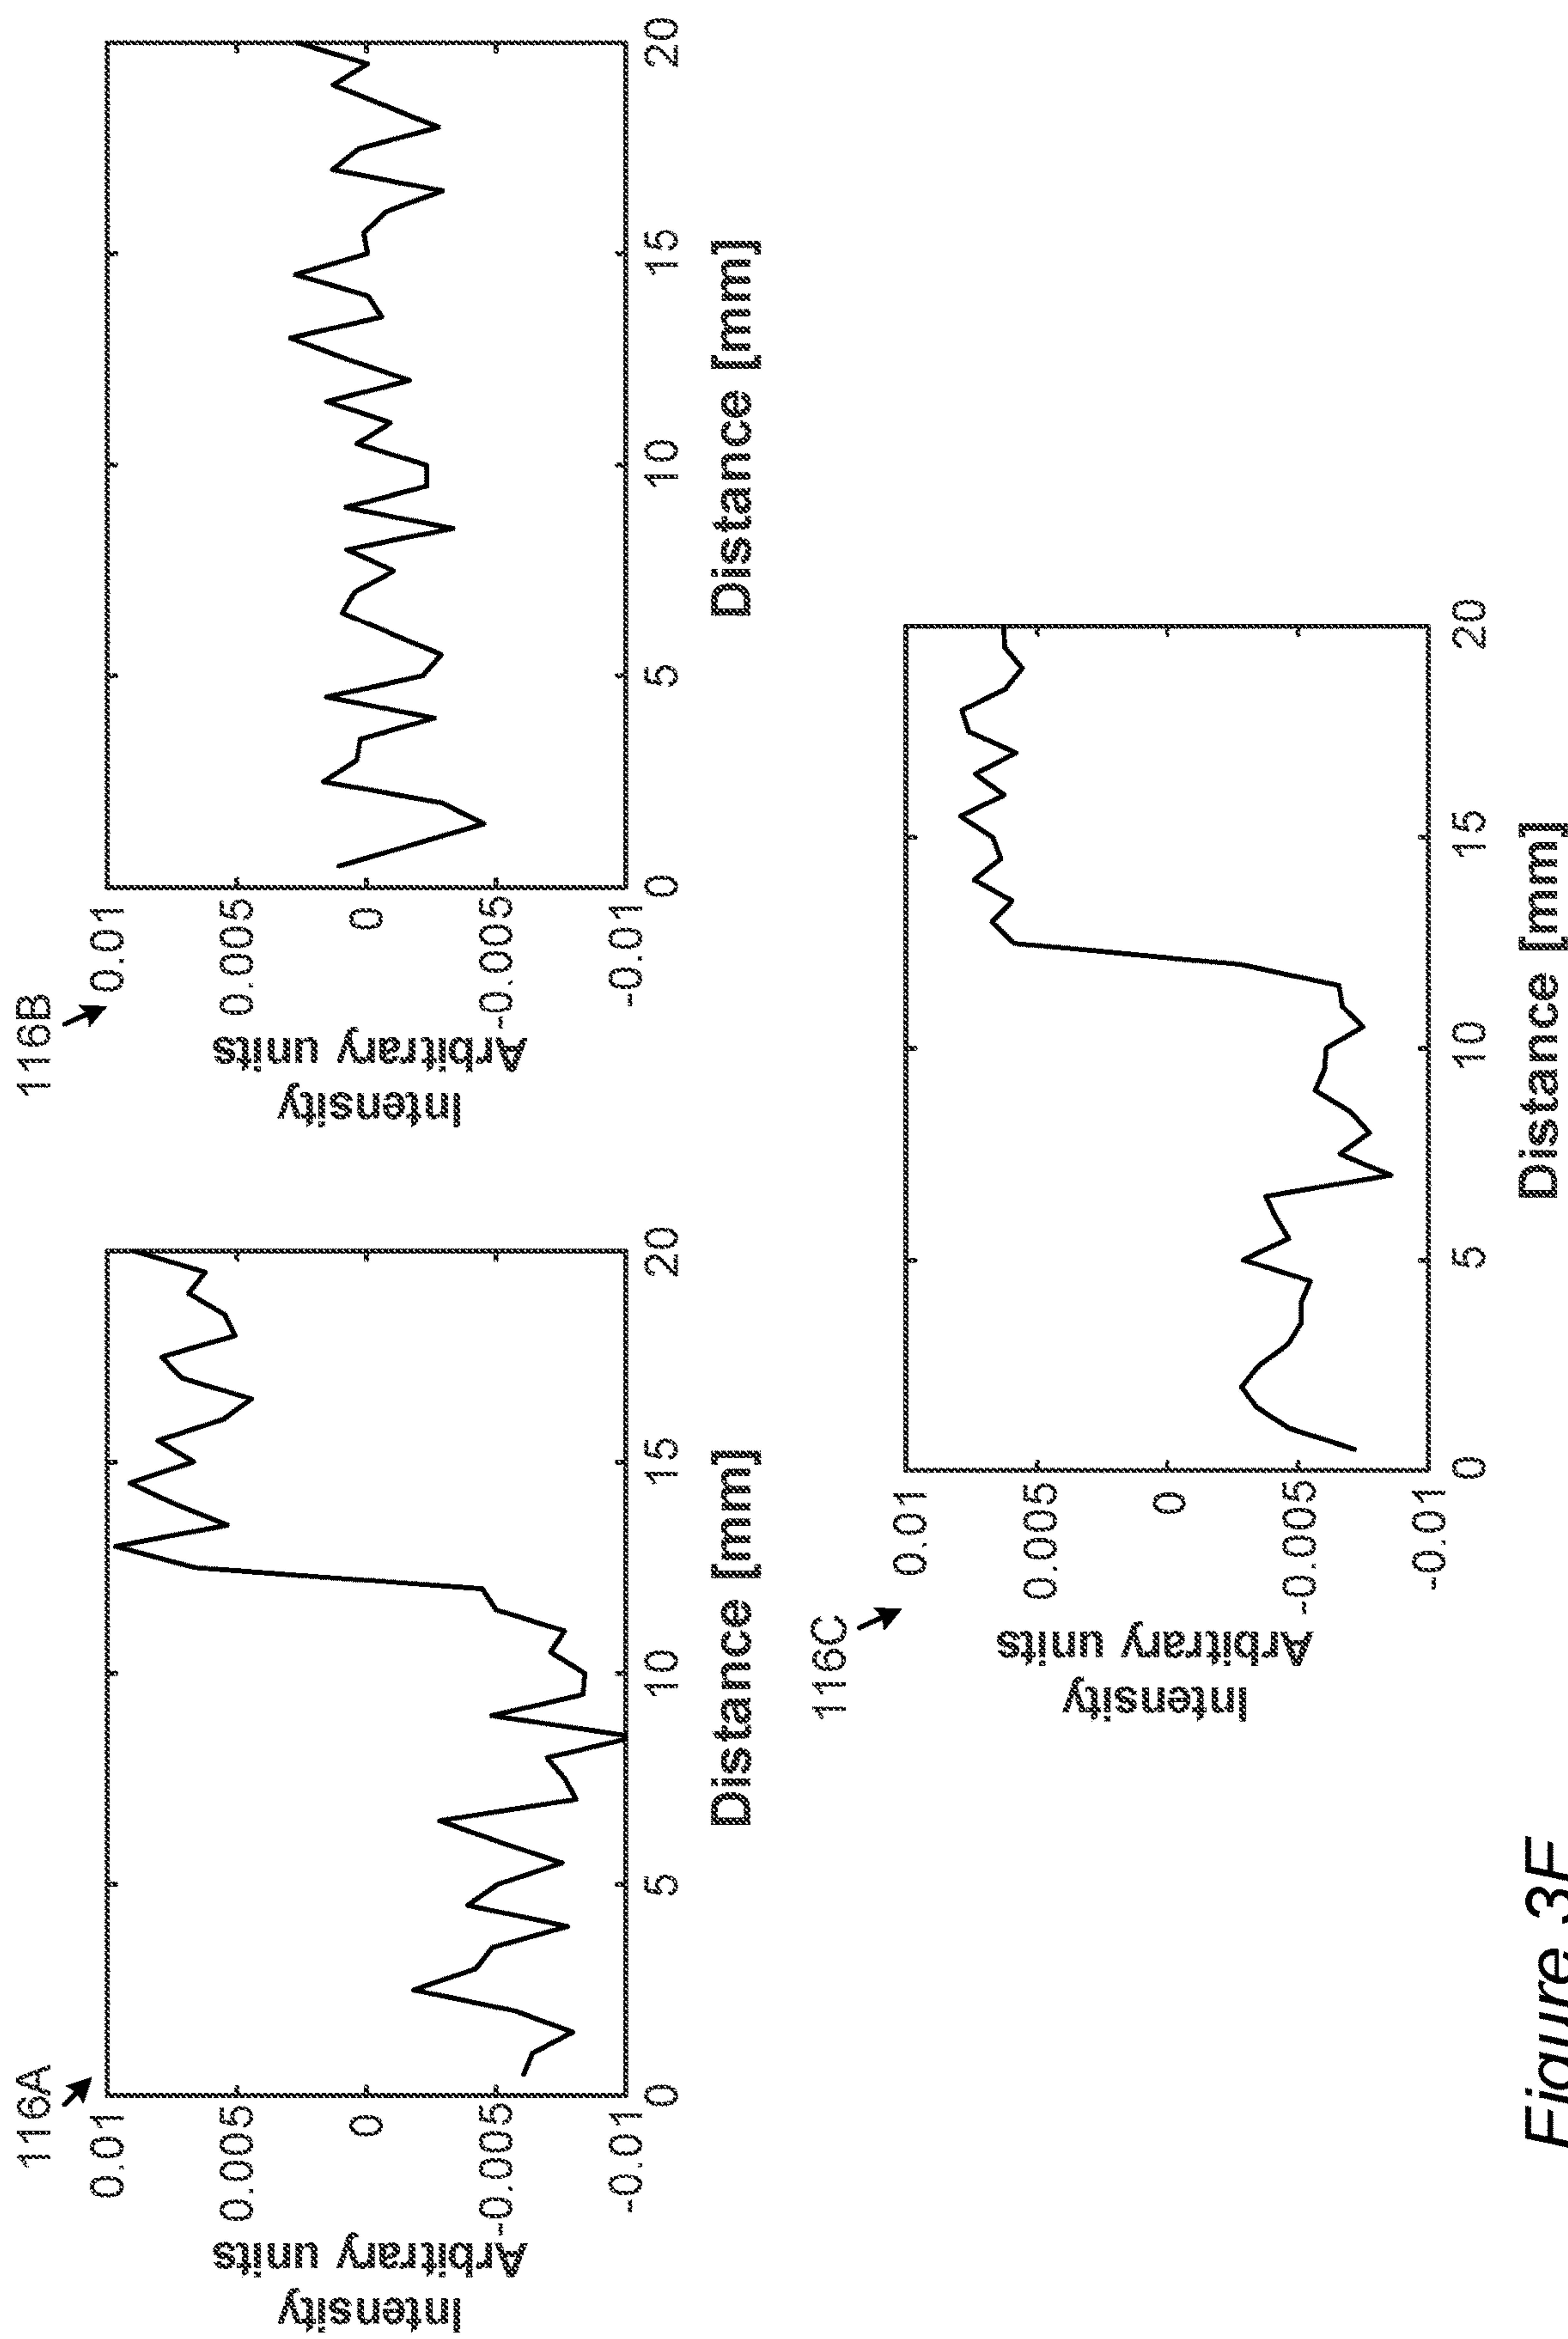 116A
0.01
0.005
0
-0.005
-0.01
Intensity
Arbitrary units
0 5 10 15 20
Distance [mm]
116B
0.01
0.005
0
-0.005
-0.01
Intensity
Arbitrary units
0 5 10 15 20
Distance [mm]
116C
0.01
0.005
0
-0.005
-0.01
Intensity
Arbitrary units
0 5 10 15 20
Distance [mm]
Figure